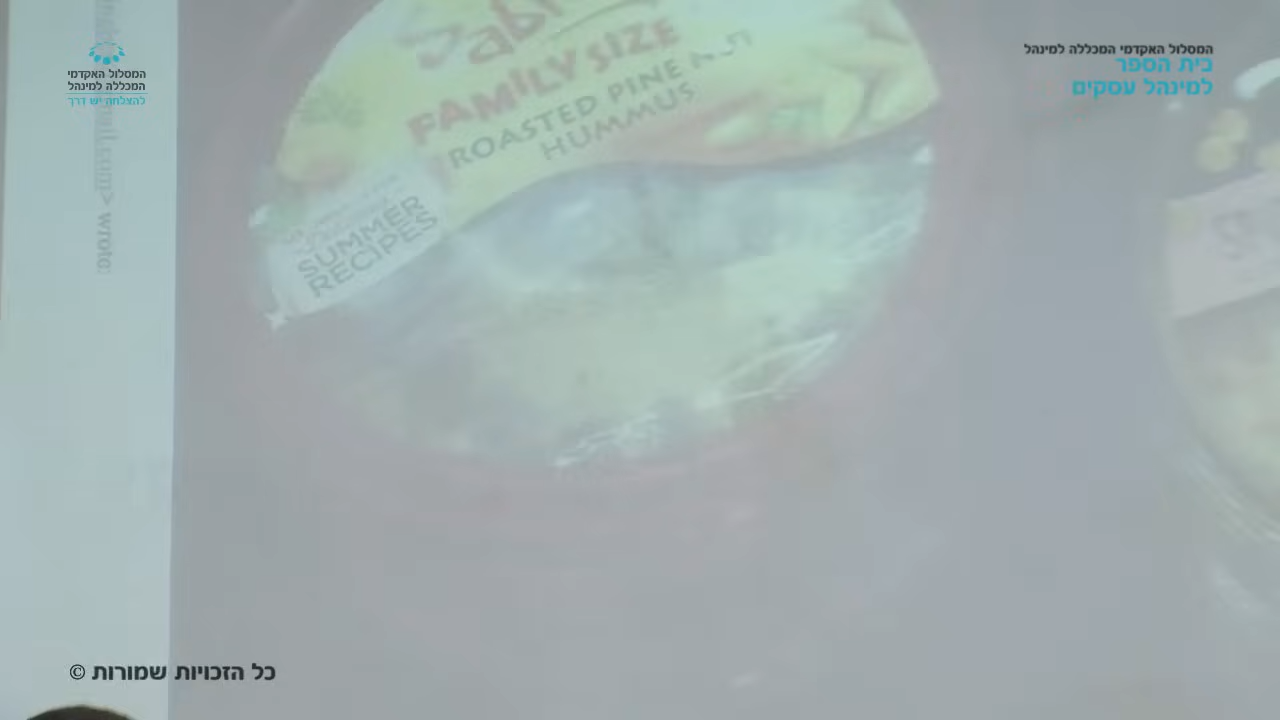 המסלול האקדמי
המכללה למינהל
להצלחה יש דרך
המסלול האקדמי המכללה למינהל
בית הספר
למינהל עסקים
FAMILY SIZE
ROASTED PINE NUT
HUMMUS
SUMMER
RECIPES
wrote:
כל הזכויות שמורות ©